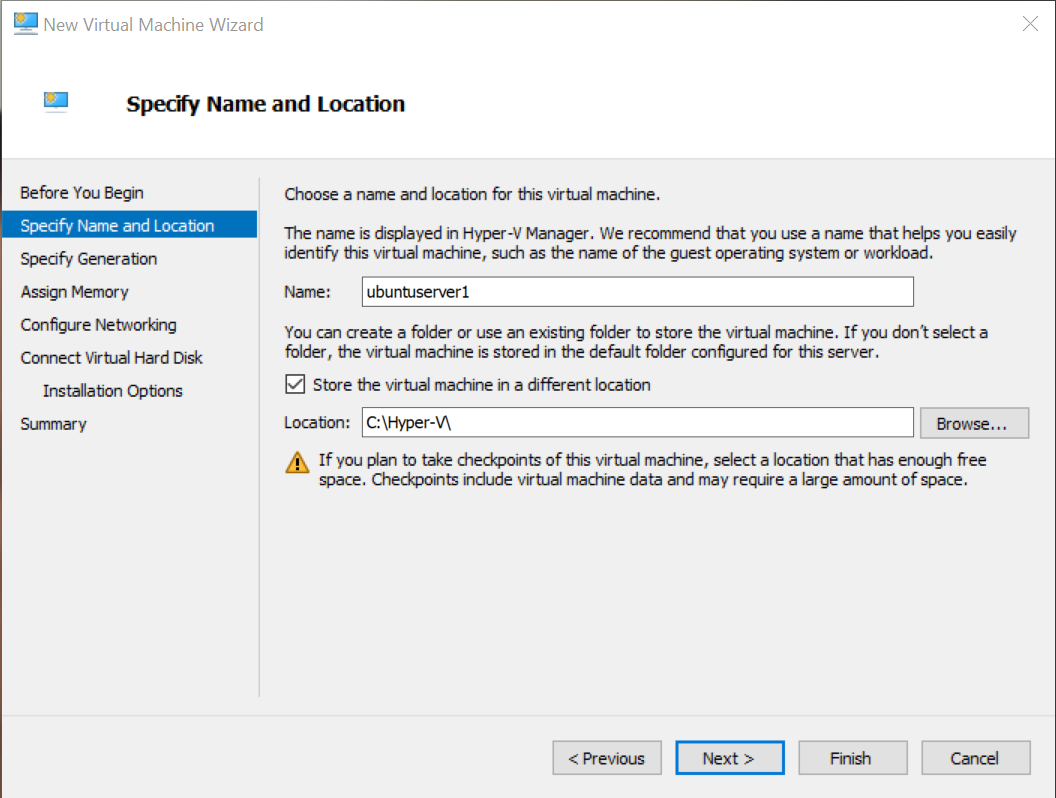 New Virtual Machine Wizard
Specify Name and Location
Before You Begin
Specify Name and Location
Specify Generation
Assign Memory
Configure Networking
Connect Virtual Hard Disk
Installation Options
Summary
Choose a name and location for this virtual machine.
The name is displayed in Hyper-V Manager. We recommend that you use a name that helps you easily
identify this virtual machine, such as the name of the guest operating system or workload.
Name: ubuntuserver1
You can create a folder or use an existing folder to store the virtual machine. If you don't select a
folder, the virtual machine is stored in the default folder configured for this server.
Store the virtual machine in a different location
Location: C:\Hyper-V\ Browse...
If you plan to take checkpoints of this virtual machine, select a location that has enough free
space. Checkpoints include virtual machine data and may require a large amount of space.
< Previous Next > Finish Cancel